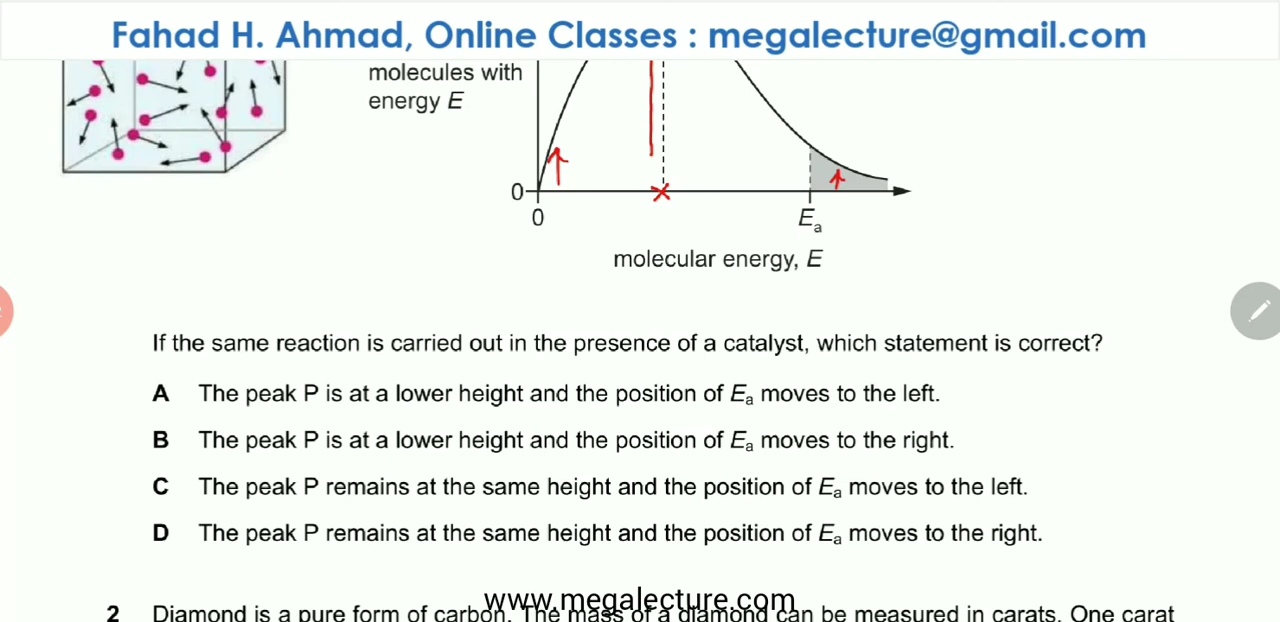 Fahad H. Ahmad, Online Classes : megalecture@gmail.com
molecules with
energy E
0
0
Ea
molecular energy, E
If the same reaction is carried out in the presence of a catalyst, which statement is correct?
A The peak P is at a lower height and the position of Ea moves to the left.
B The peak P is at a lower height and the position of Ea moves to the right.
C The peak P remains at the same height and the position of Ea moves to the left.
D The peak P remains at the same height and the position of Ea moves to the right.
www.megalecture.com
2 Diamond is a pure form of carbon. The mass of a diamond can be measured in carats. One carat